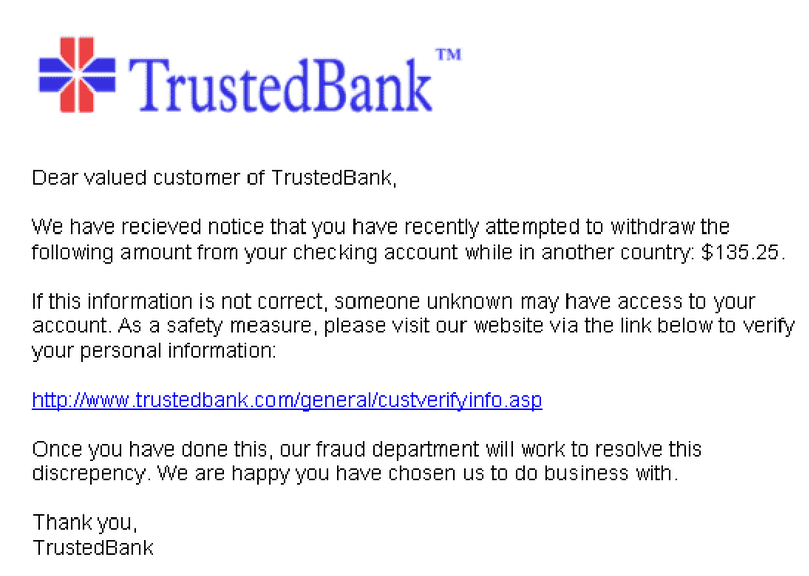 TrustedBank™
Dear valued customer of TrustedBank,
We have recieved notice that you have recently attempted to withdraw the
following amount from your checking account while in another country: $135.25.
If this information is not correct, someone unknown may have access to your
account. As a safety measure, please visit our website via the link below to verify
your personal information:
http://www.trustedbank.com/general/custverifyinfo.asp
Once you have done this, our fraud department will work to resolve this
discrepency. We are happy you have chosen us to do business with.
Thank you,
TrustedBank